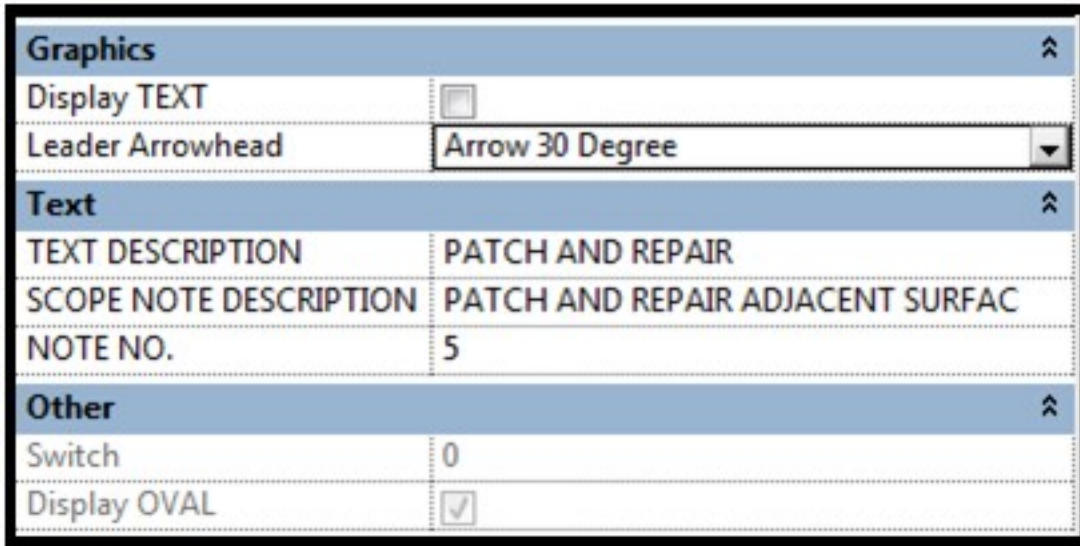 Graphics
Display TEXT
Leader Arrowhead Arrow 30 Degree
Text
TEXT DESCRIPTION PATCH AND REPAIR
SCOPE NOTE DESCRIPTION PATCH AND REPAIR ADJACENT SURFAC
NOTE NO. 5
Other
Switch 0
Display OVAL